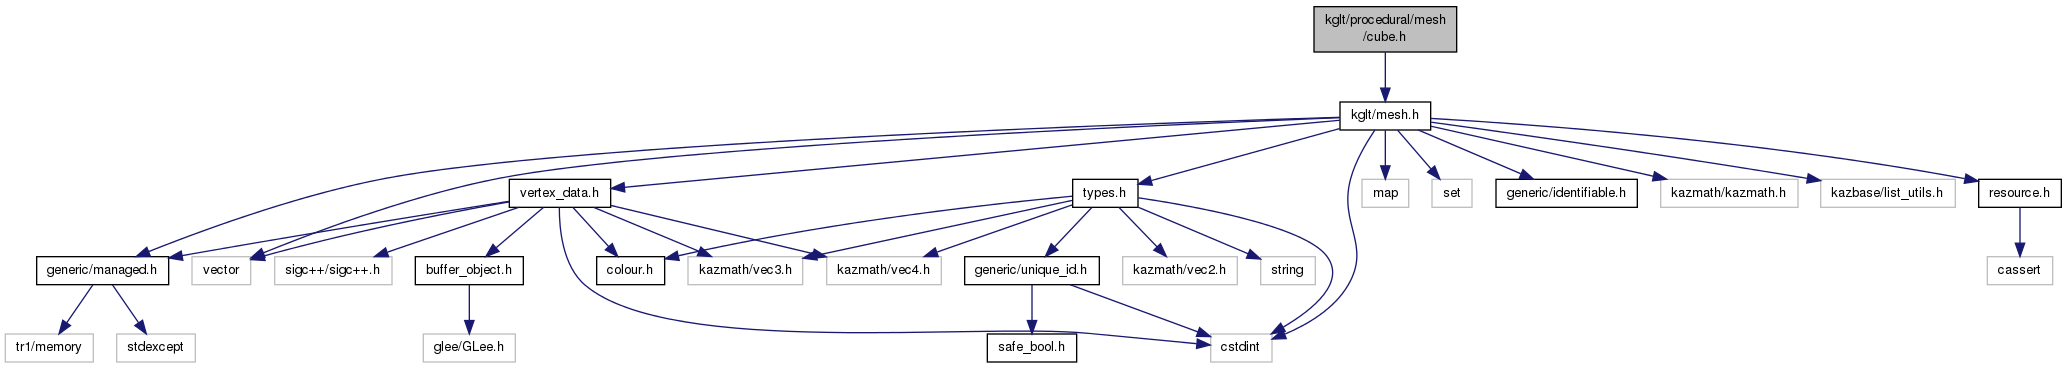 kglt/procedural/mesh
/cube.h
kglt/mesh.h
vertex_data.h
types.h
map
set
generic/identifiable.h
kazmath/kazmath.h
kazbase/list_utils.h
resource.h
generic/managed.h
vector
sigc++/sigc++.h
buffer_object.h
colour.h
kazmath/vec3.h
kazmath/vec4.h
generic/unique_id.h
kazmath/vec2.h
string
cassert
tr1/memory
stdexcept
glee/GLee.h
safe_bool.h
cstdint